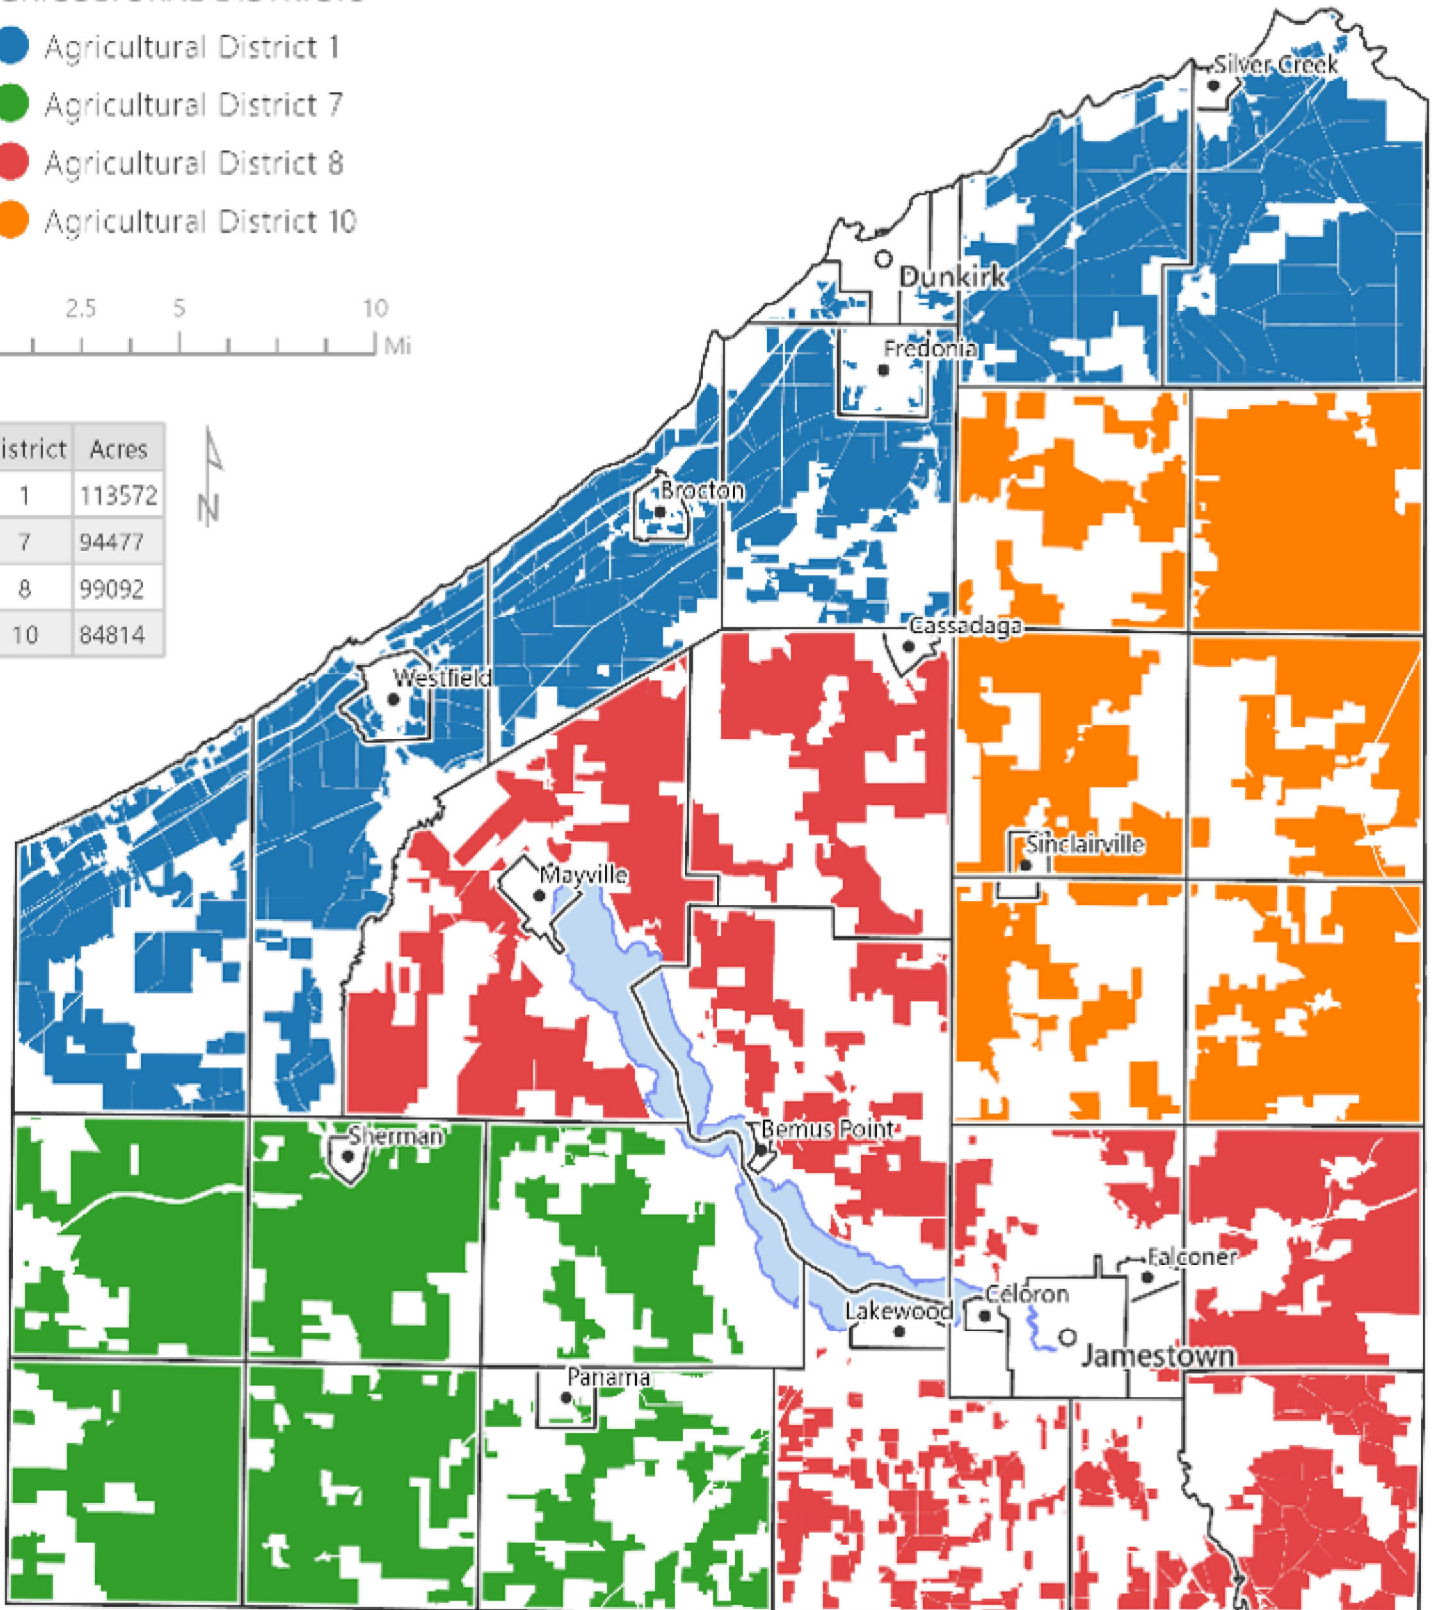 Agricultural District 1
Agricultural District 7
Agricultural District 8
Agricultural District 10
2.5 5 10
Mi
istrict Acres
1 113572
7 94477
8 99092
10 84814
N
Silver Creek
Dunkirk
Fredonia
Brocton
Cassadaga
Westfield
Sinclairville
Mayville
Bemus Point
Sherman
Falconer
Celoron
Lakewood
Jamestown
Panama